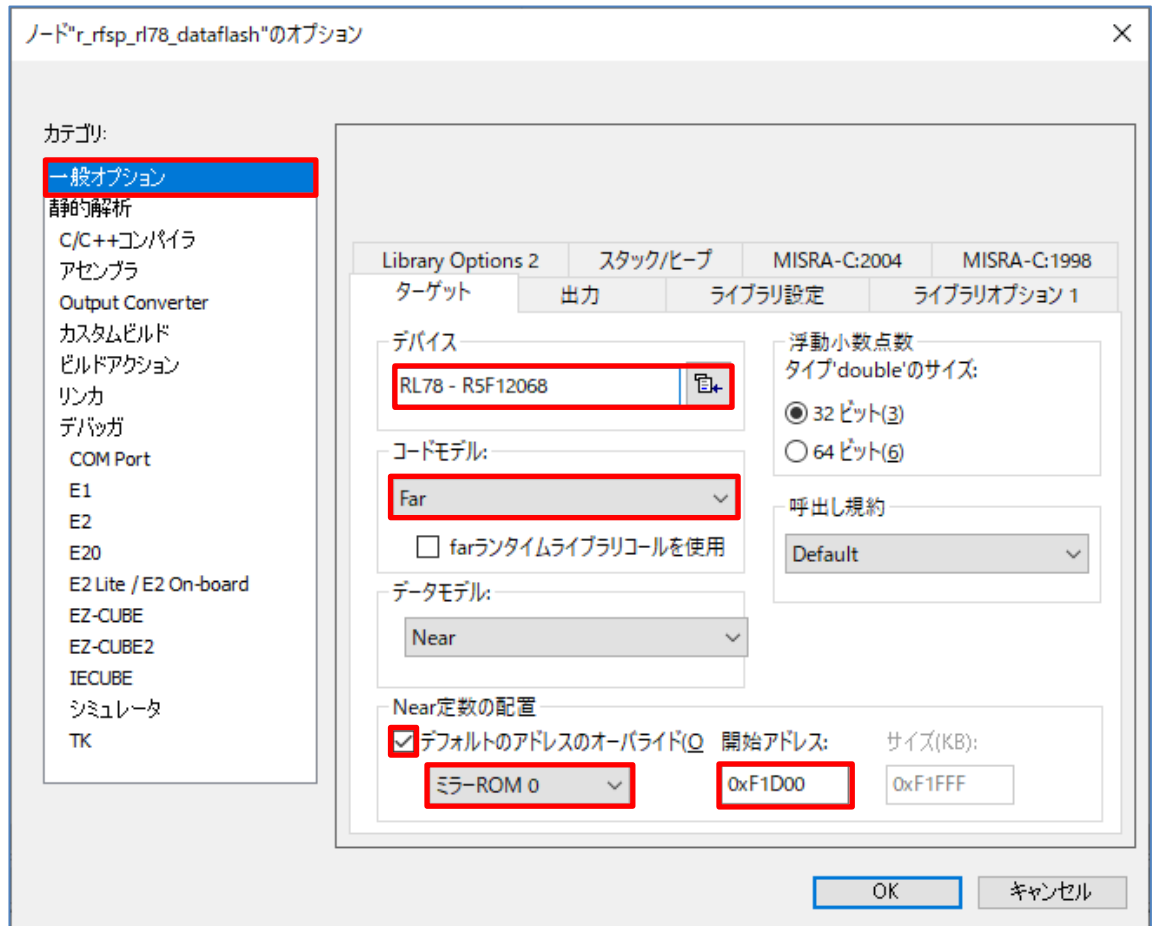 ノード"r_rfsp_rl78_dataflash"のオプション
カテゴリ:
一般オプション
静的解析
C/C++コンパイラ
アセンブラ
Output Converter
カスタムビルド
ビルドアクション
リンカ
デバッガ
COM Port
E1
E2
E20
E2 Lite / E2 On-board
EZ-CUBE
EZ-CUBE2
IECUBE
シミュレータ
TK
Library Options 2 スタック/ヒープ MISRA-C:2004 MISRA-C:1998
ターゲット 出力 ライブラリ設定 ライブラリオプション 1
デバイス
RL78 - R5F12068
コードモデル:
Far
farランタイムライブラリコールを使用
データモデル:
Near
浮動小数点数
タイプ'double'のサイズ:
32 ビット(3)
64 ビット(6)
呼出し規約
Default
Near定数の配置
デフォルトのアドレスのオーバライド(O 開始アドレス: サイズ(KB):
ミラーROM 0 0xF1D00 0xF1FFF
OK キャンセル